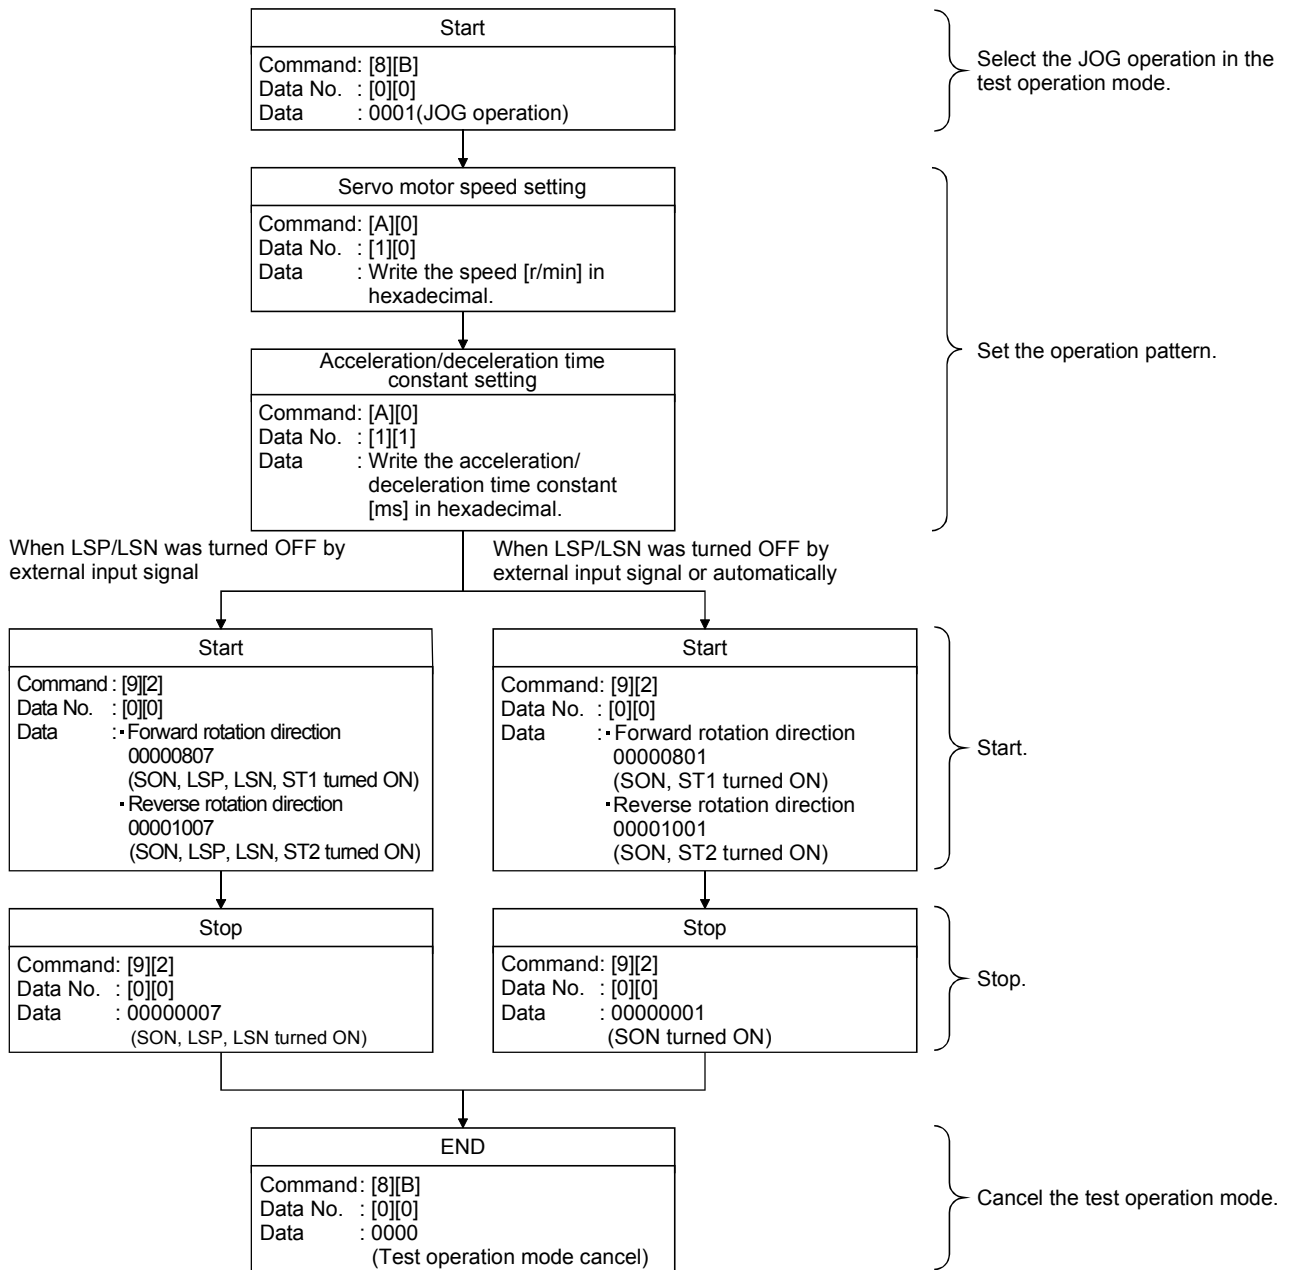 Start
Command: [8][B]
Data No. : [0][0]
Data : 0001(JOG operation)
Select the JOG operation in the
test operation mode.
Servo motor speed setting
Command: [A][0]
Data No. : [1][0]
Data : Write the speed [r/min] in
hexadecimal.
Acceleration/deceleration time
constant setting
Command: [A][0]
Data No. : [1][1]
Data : Write the acceleration/
deceleration time constant
[ms] in hexadecimal.
Set the operation pattern.
When LSP/LSN was turned OFF by
external input signal
When LSP/LSN was turned OFF by
external input signal or automatically
Start
Command : [9][2]
Data No. : [0][0]
Data : ▪Forward rotation direction
00000807
(SON, LSP, LSN, ST1 turned ON)
▪Reverse rotation direction
00001007
(SON, LSP, LSN, ST2 turned ON)
Start
Command: [9][2]
Data No. : [0][0]
Data : ▪Forward rotation direction
00000801
(SON, ST1 turned ON)
▪Reverse rotation direction
00001001
(SON, ST2 turned ON)
Start.
Stop
Command: [9][2]
Data No. : [0][0]
Data : 00000007
(SON, LSP, LSN turned ON)
Stop
Command: [9][2]
Data No. : [0][0]
Data : 00000001
(SON turned ON)
Stop.
END
Command: [8][B]
Data No. : [0][0]
Data : 0000
(Test operation mode cancel)
Cancel the test operation mode.